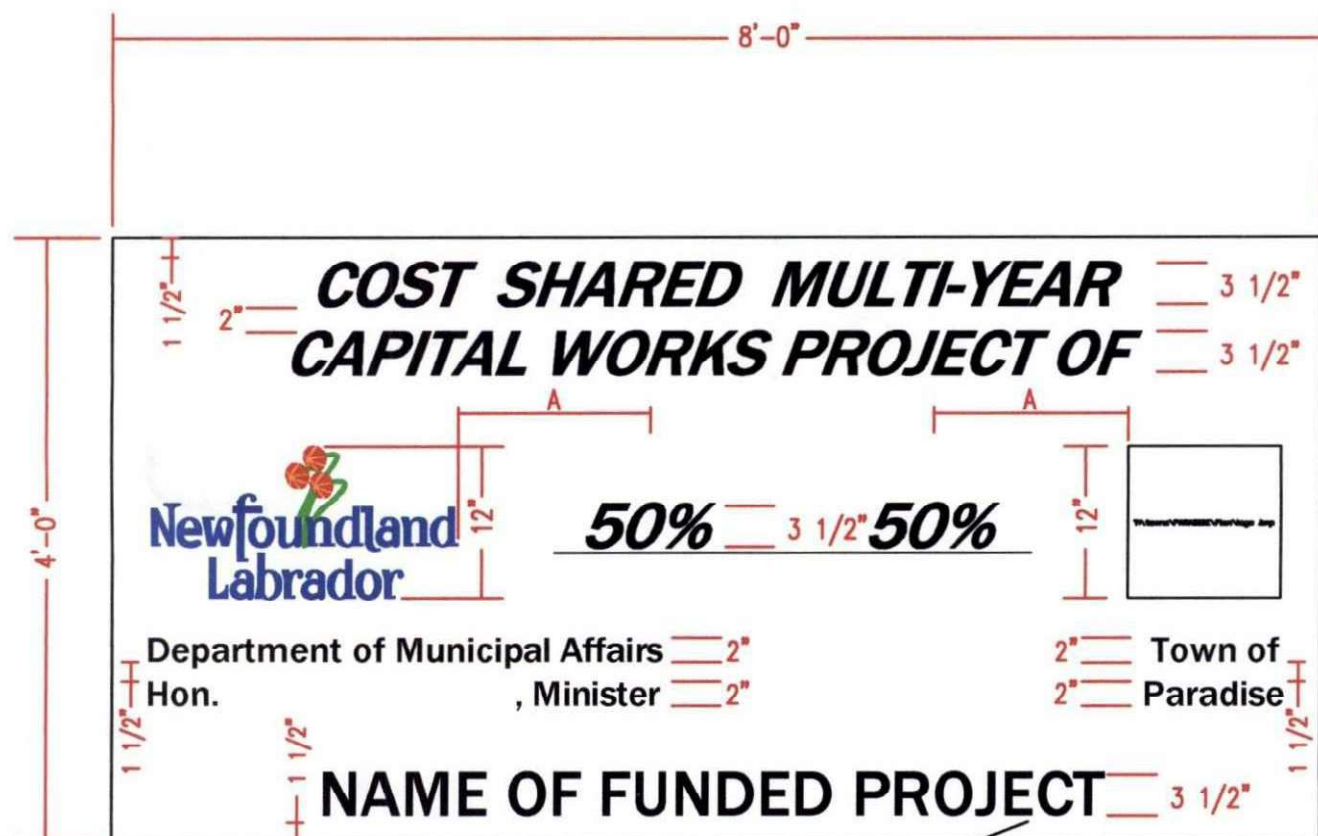 8'-0"
COST SHARED MULTI-YEAR
3 1/2"
1 1/2"
2"
CAPITAL WORKS PROJECT OF
3 1/2"
A
A
4'-0"
Newfoundland
Labrador
12"
50%
3 1/2"
50%
12"
Department of Municipal Affairs
2"
2"
Town of
Hon. , Minister
2"
2"
Paradise
1 1/2"
1 1/2"
1 1/2"
NAME OF FUNDED PROJECT
3 1/2"